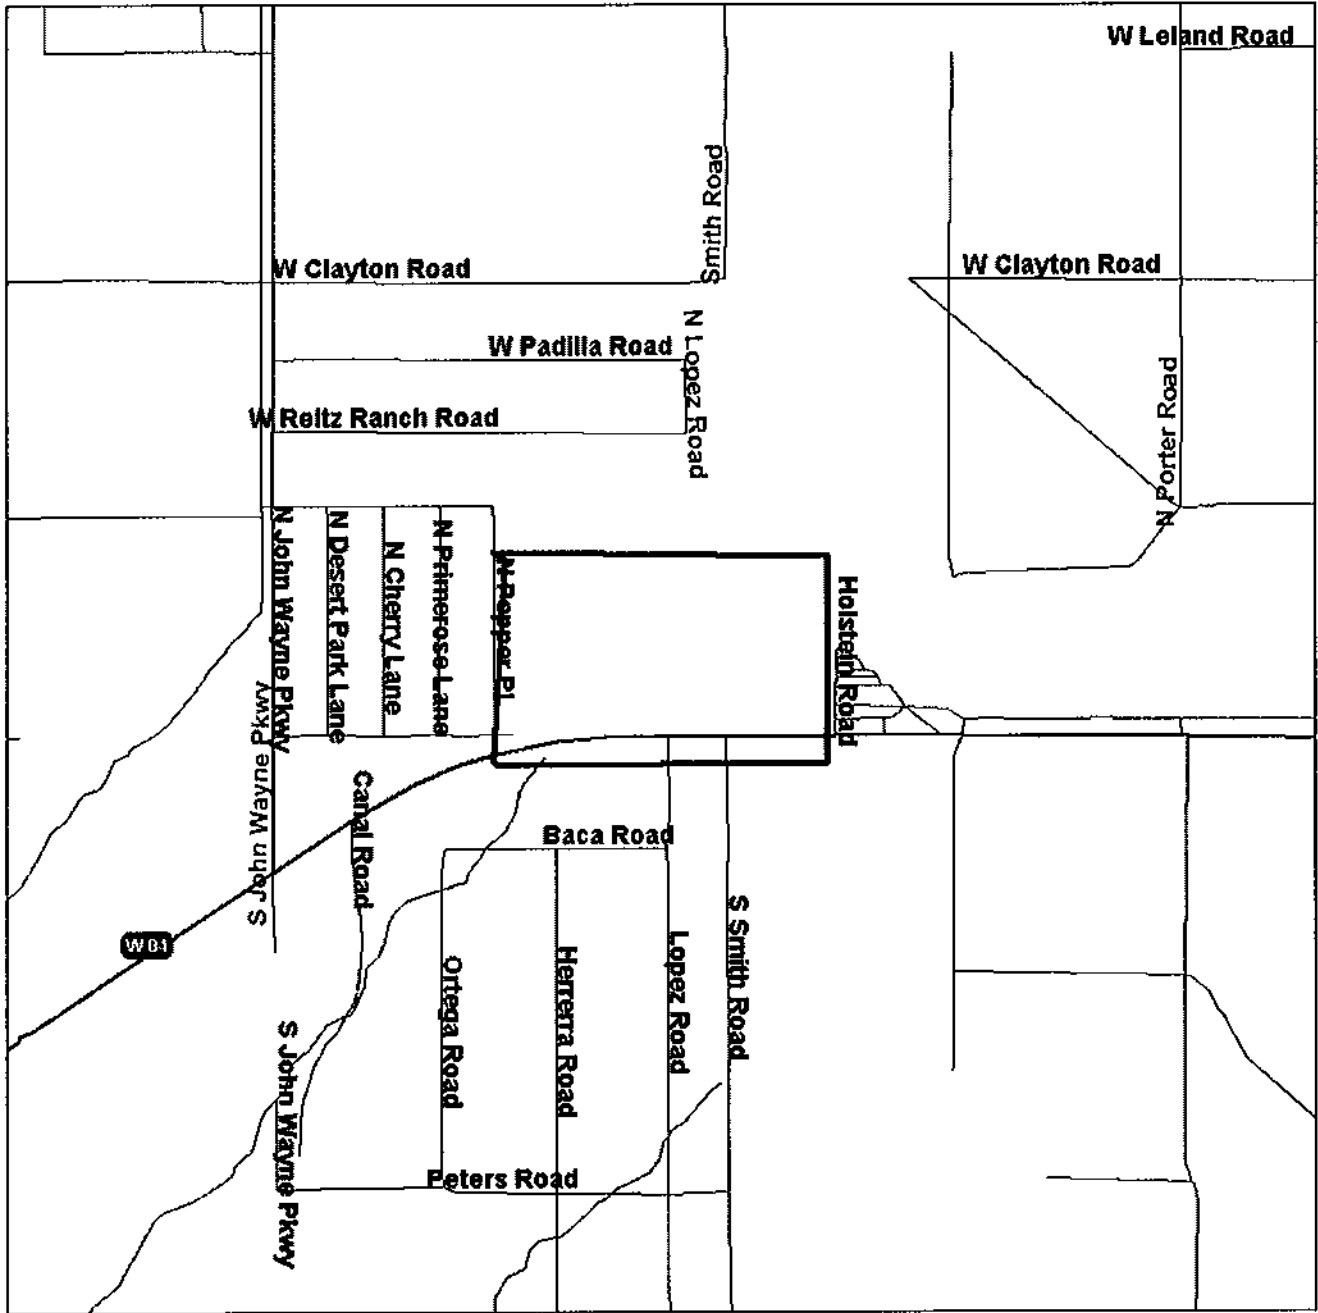 W Leland Road
Smith Road
W Clayton Road
W Clayton Road
N Lopez Road
W Padilla Road
N Porter Road
W Reitz Ranch Road
N John Wayne Pkwy
N Desert Park Lane
N Cherry Lane
N Primerose Lane
N Pepper Pl
Holstein Road
S John Wayne Pkwy
Canal Road
Baca Road
S Smith Road
W 84
Ortega Road
Herrerra Road
Lopez Road
S John Wayne Pkwy
Peters Road